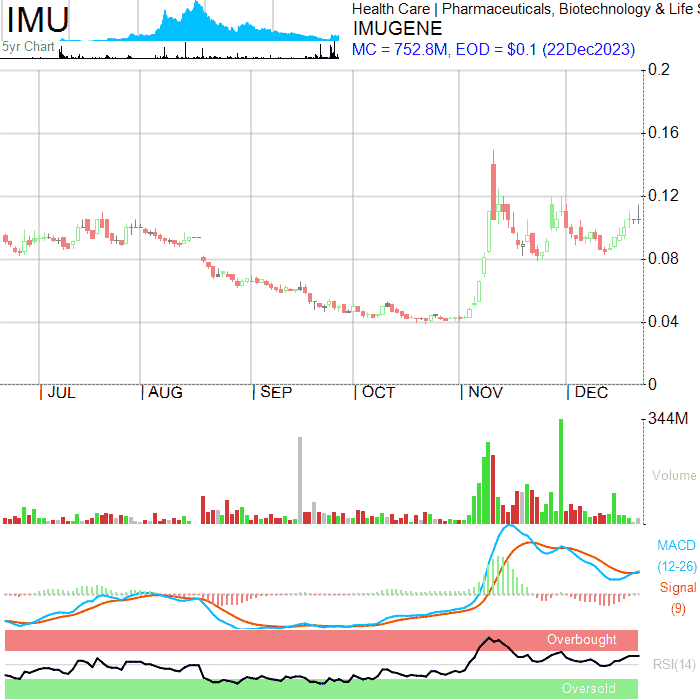 IMU
5yr Chart
Health Care | Pharmaceuticals, Biotechnology & Life S
IMUGENE
MC = 752.8M, EOD = $0.1 (22Dec2023)
0.2
0.16
0.12
0.08
0.04
0
JUL AUG SEP OCT NOV DEC
344M
Volume
MACD
(12-26)
Signal
(9)
Overbought
RSI(14)
Oversold